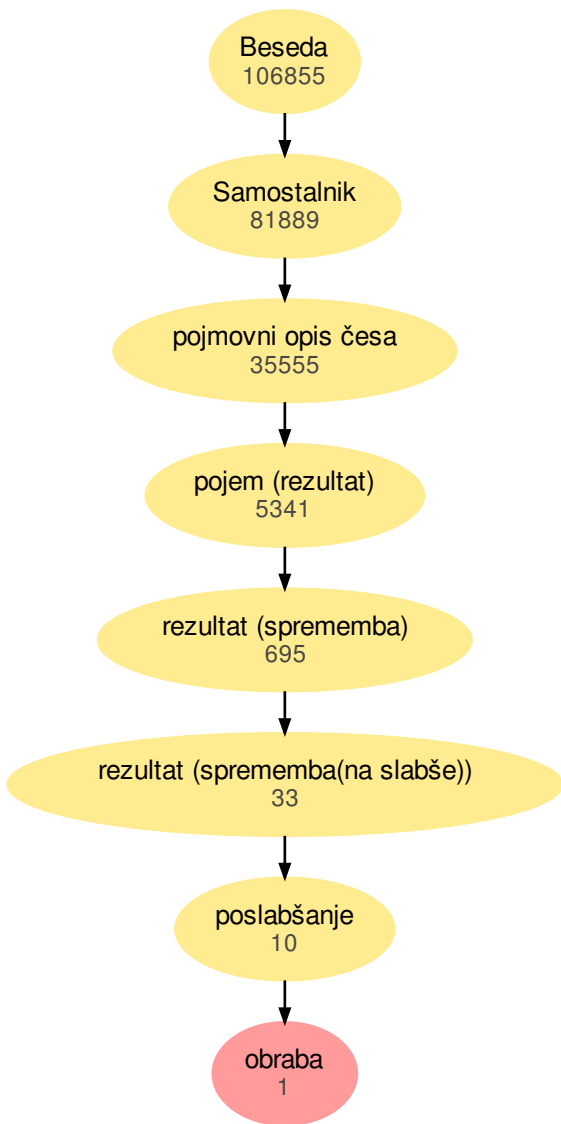 Beseda
106855
Samostalnik
81889
pojmovni opis česa
35555
pojem (rezultat)
5341
rezultat (sprememba)
695
rezultat (sprememba(na slabše))
33
poslabšanje
10
obraba
1